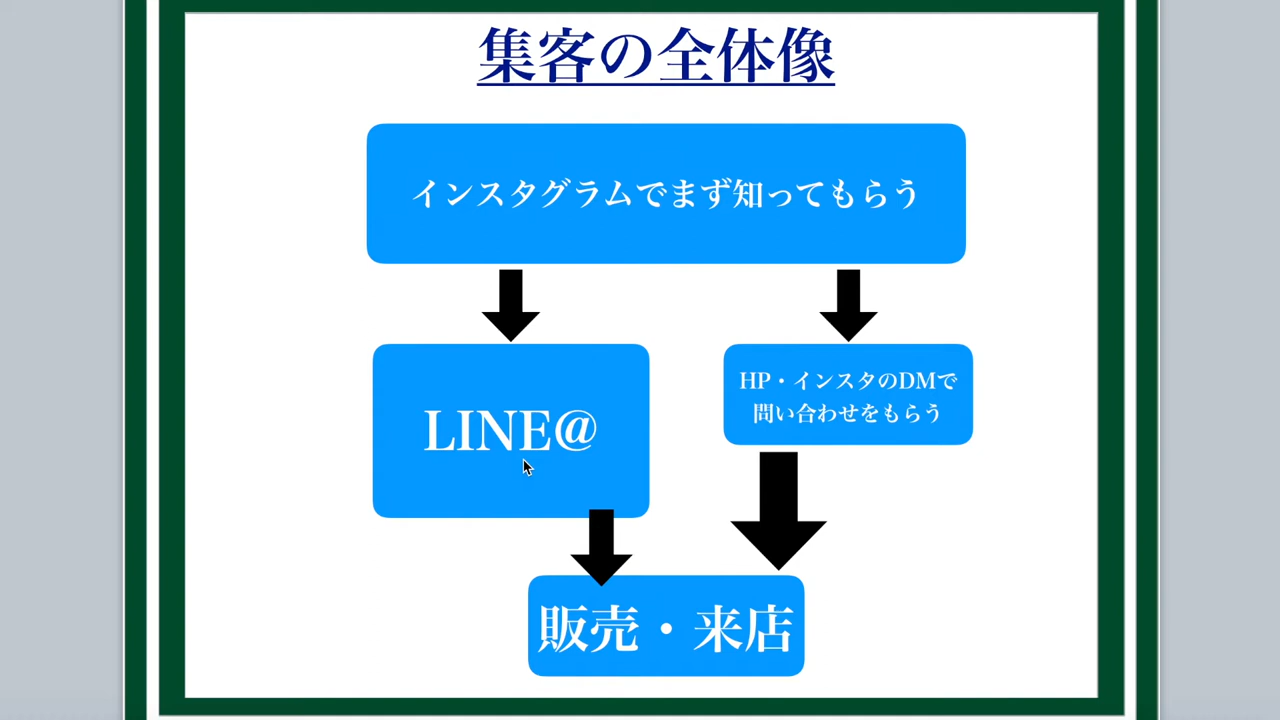 集客の全体像
インスタグラムでまず知ってもらう
LINE@
HP・インスタのDMで
問い合わせをもらう
販売・来店